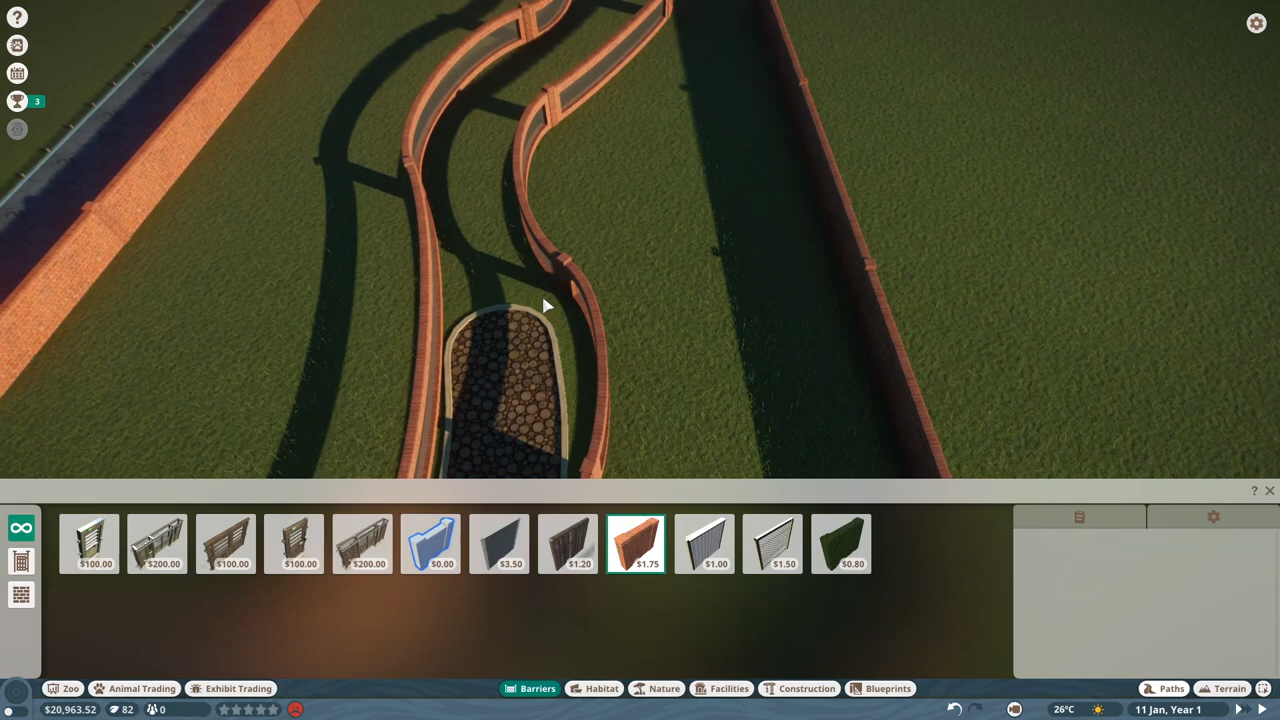 ?
3
? ×
$100.00 $200.00 $100.00 $100.00 $200.00 $0.00 $3.50 $1.20 $1.75 $1.00 $1.50 $0.80
Zoo Animal Trading Exhibit Trading Barriers Habitat Nature Facilities Construction Blueprints Paths Terrain
$20,963.52 82 0 26°C 11 Jan, Year 1